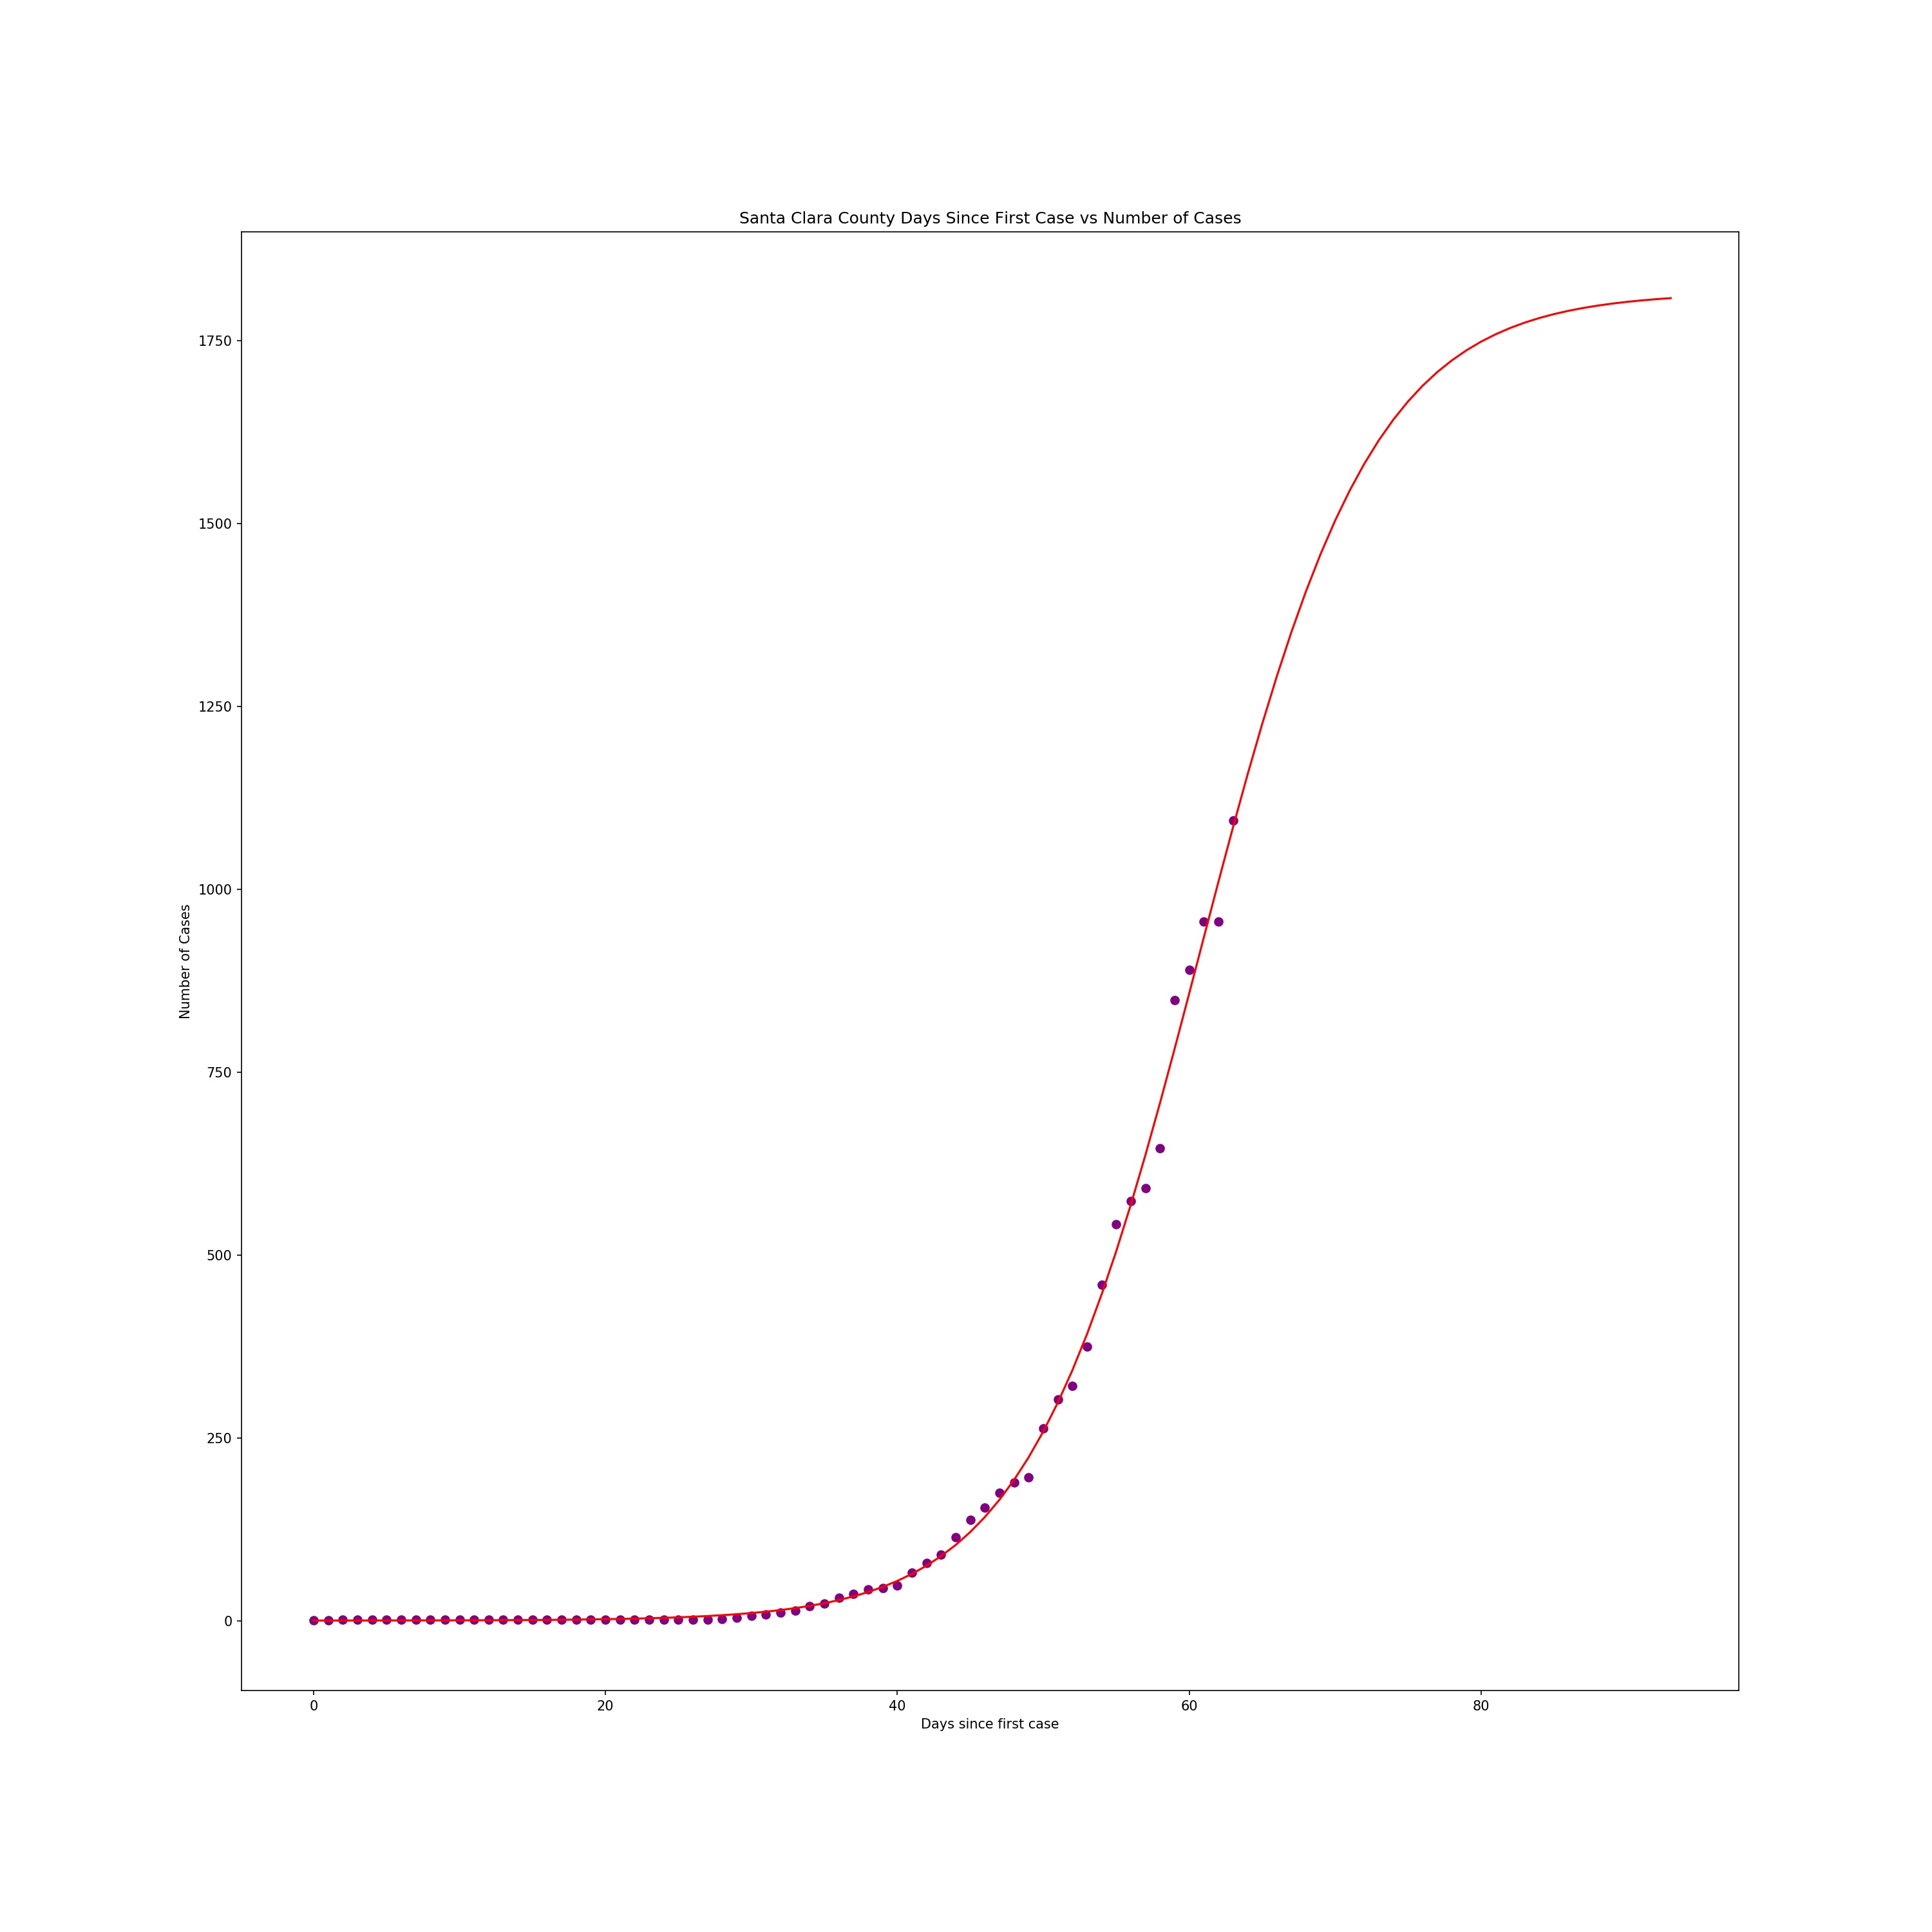 Santa Clara County Days Since First Case vs Number of Cases
1750
1500
1250
1000
750
500
250
0
Number of Cases
0 20 40 60 80
Days since first case